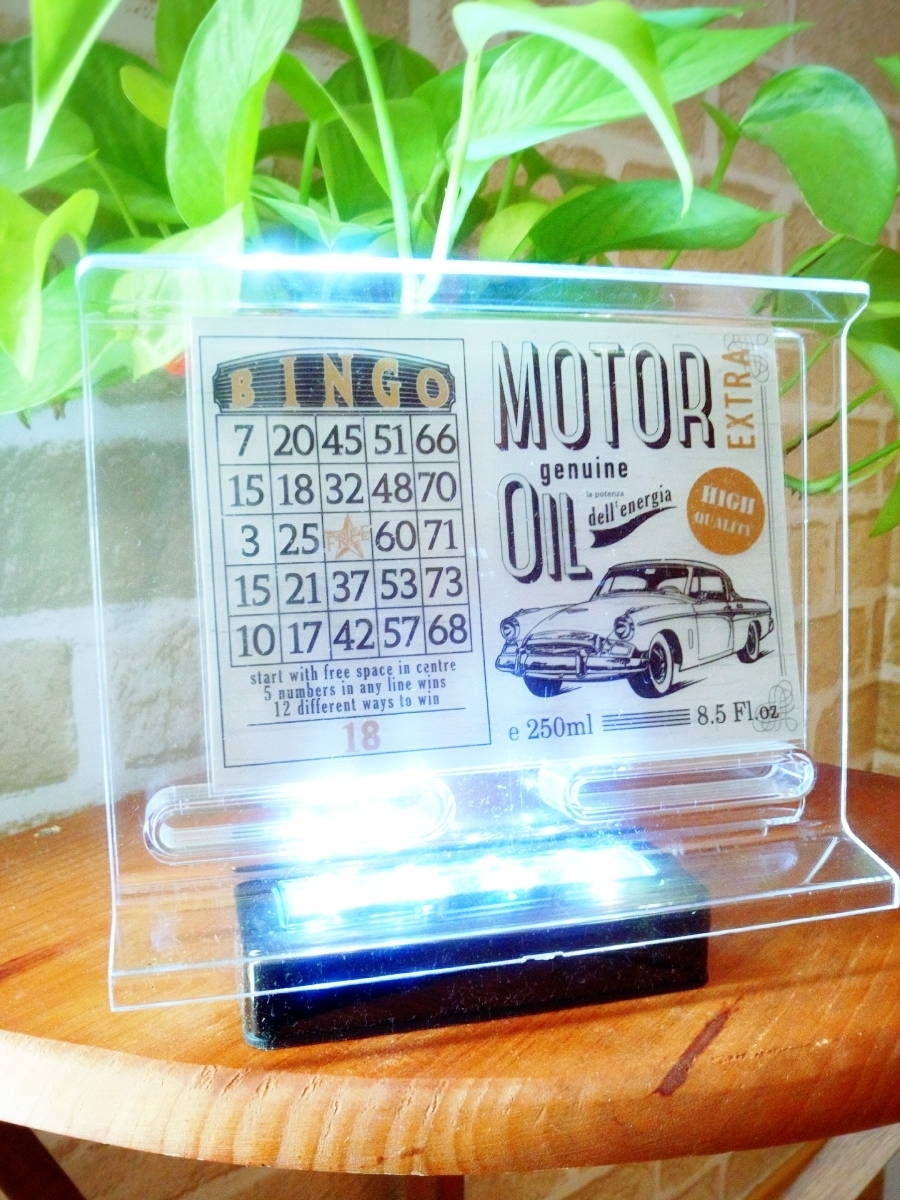 BINGO
7 20 45 51 66
15 18 32 48 70
3 25 FREE 60 71
15 21 37 53 73
10 17 42 57 68
start with free space in centre
5 numbers in any line wins
12 different ways to win
18
MOTOR
EXTRA
genuine
OIL
la potenza
dell'energia
HIGH
QUALITY
e 250ml
8.5 Fl.oz